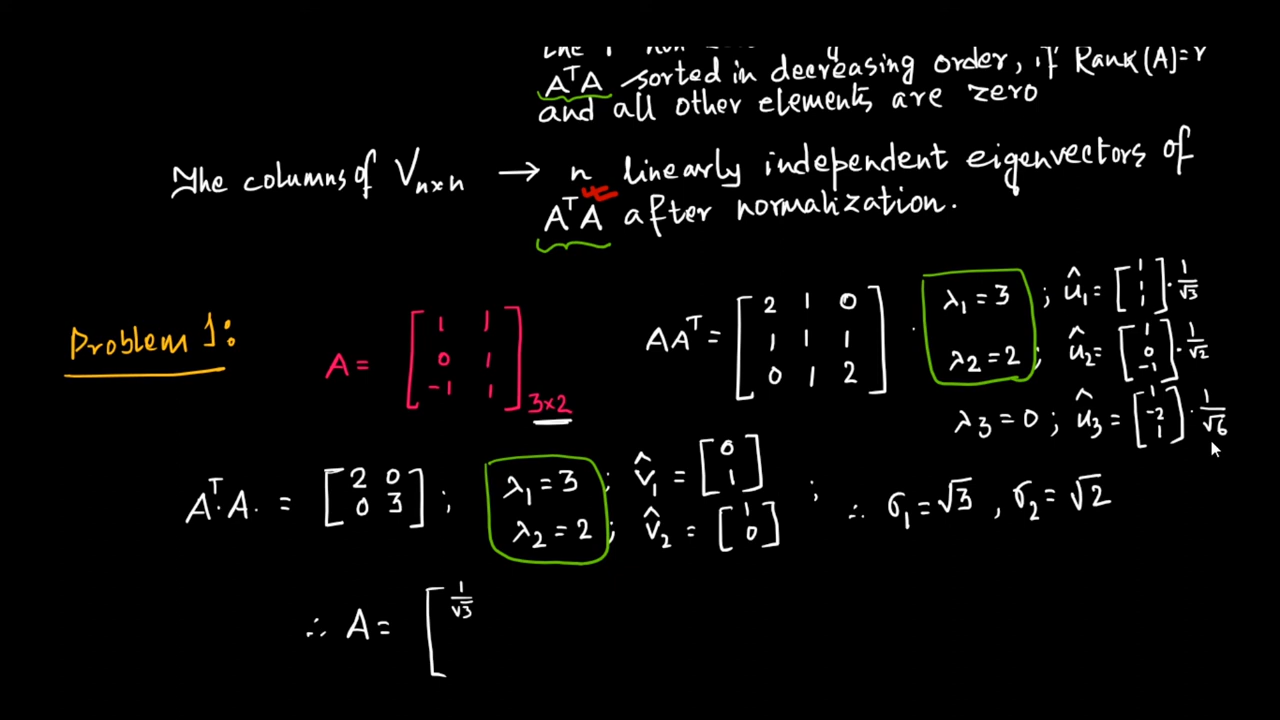 AᵀA sorted in decreasing order, if Rank(A)=r
and all other elements are zero
The columns of Vₙₓₙ → n linearly independent eigenvectors of
AᵀA after normalization.
Problem 1:
A = [1 1; 0 1; -1 1] 3×2
AAᵀ = [2 1 0; 1 1 1; 0 1 2]
λ₁ = 3 ; û₁ = [1 1 1] · 1/√3
λ₂ = 2 ; û₂ = [1 0 -1] · 1/√2
λ₃ = 0 ; û₃ = [1 -2 1] · 1/√6
Aᵀ·A. = [2 0; 0 3] ;
λ₁ = 3 ; v̂₁ = [0 1]
λ₂ = 2 ; v̂₂ = [1 0]
; ∴ σ₁ = √3 , σ₂ = √2
∴ A = [ 1/√3